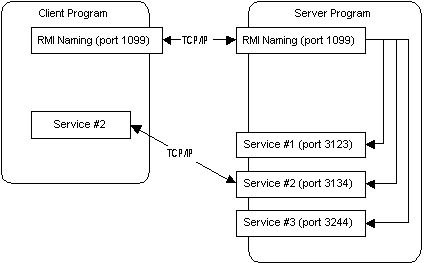 Client Program
Server Program
RMI Naming (port 1099)
TCP/IP
RMI Naming (port 1099)
Service #2
TCP/IP
Service #1 (port 3123)
Service #2 (port 3134)
Service #3 (port 3244)